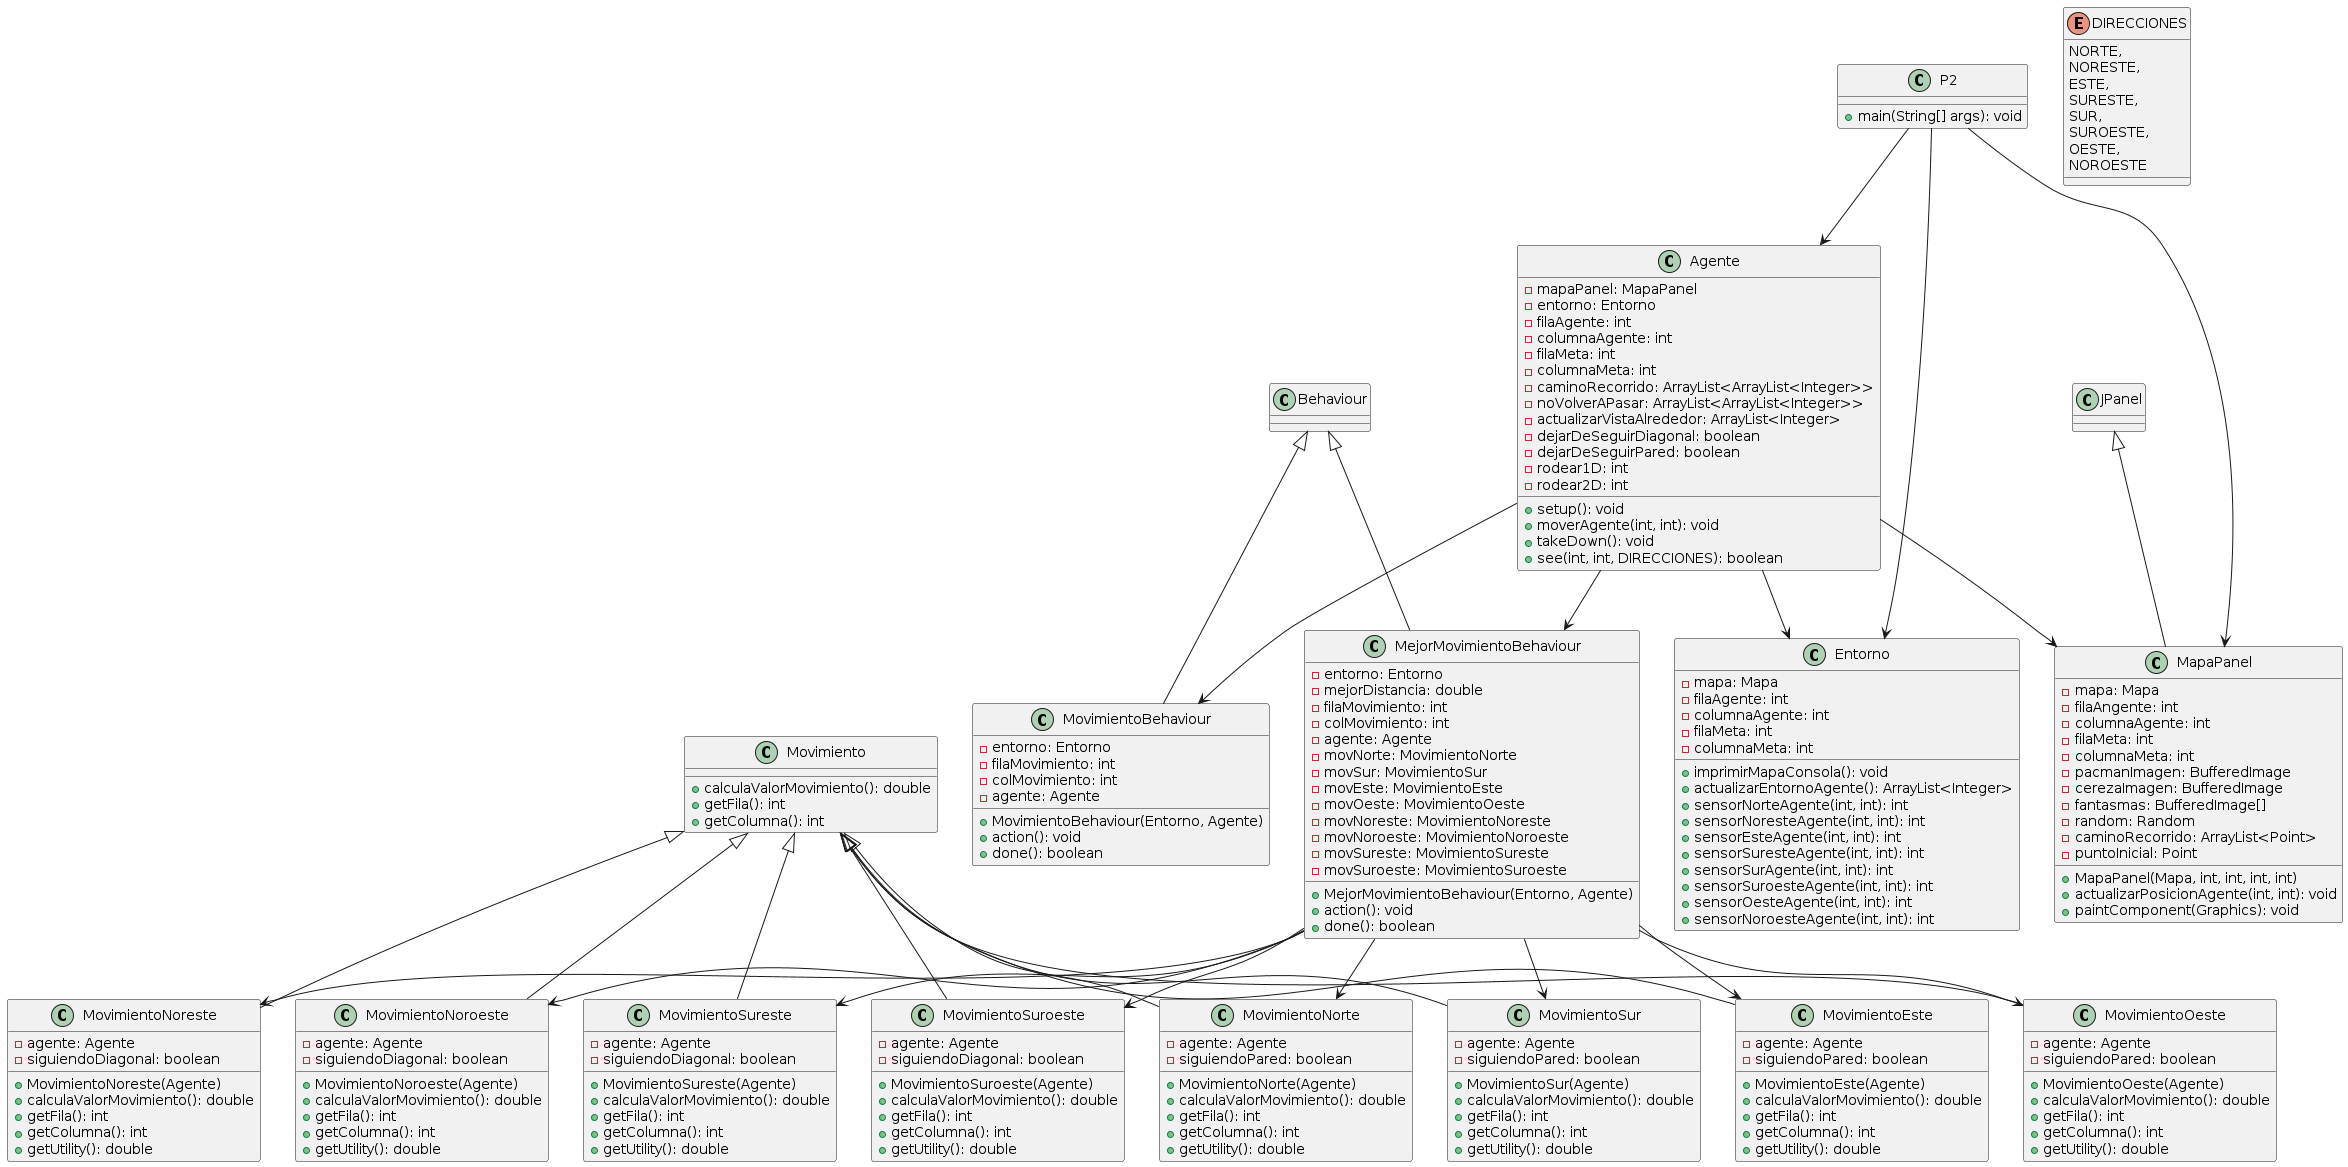 E DIRECCIONES
NORTE,
NORESTE,
ESTE,
SURESTE,
SUR,
SUROESTE,
OESTE,
NOROESTE
C P2
main(String[] args): void
C Agente
mapaPanel: MapaPanel
entorno: Entorno
filaAgente: int
columnaAgente: int
filaMeta: int
columnaMeta: int
caminoRecorrido: ArrayList<ArrayList<Integer>>
noVolverAPasar: ArrayList<ArrayList<Integer>>
actualizarVistaAlrededor: ArrayList<Integer>
dejarDeSeguirDiagonal: boolean
dejarDeSeguirPared: boolean
rodear1D: int
rodear2D: int
setup(): void
moverAgente(int, int): void
takeDown(): void
see(int, int, DIRECCIONES): boolean
C Behaviour
C JPanel
C Movimiento
calculaValorMovimiento(): double
getFila(): int
getColumna(): int
C MovimientoBehaviour
entorno: Entorno
filaMovimiento: int
colMovimiento: int
agente: Agente
MovimientoBehaviour(Entorno, Agente)
action(): void
done(): boolean
C MejorMovimientoBehaviour
entorno: Entorno
mejorDistancia: double
filaMovimiento: int
colMovimiento: int
agente: Agente
movNorte: MovimientoNorte
movSur: MovimientoSur
movEste: MovimientoEste
movOeste: MovimientoOeste
movNoreste: MovimientoNoreste
movNoroeste: MovimientoNoroeste
movSureste: MovimientoSureste
movSuroeste: MovimientoSuroeste
MejorMovimientoBehaviour(Entorno, Agente)
action(): void
done(): boolean
C Entorno
mapa: Mapa
filaAgente: int
columnaAgente: int
filaMeta: int
columnaMeta: int
imprimirMapaConsola(): void
actualizarEntornoAgente(): ArrayList<Integer>
sensorNorteAgente(int, int): int
sensorNoresteAgente(int, int): int
sensorEsteAgente(int, int): int
sensorSuresteAgente(int, int): int
sensorSurAgente(int, int): int
sensorSuroesteAgente(int, int): int
sensorOesteAgente(int, int): int
sensorNoroesteAgente(int, int): int
C MapaPanel
mapa: Mapa
filaAngente: int
columnaAgente: int
filaMeta: int
columnaMeta: int
pacmanImagen: BufferedImage
cerezaImagen: BufferedImage
fantasmas: BufferedImage[]
random: Random
caminoRecorrido: ArrayList<Point>
puntoInicial: Point
MapaPanel(Mapa, int, int, int, int)
actualizarPosicionAgente(int, int): void
paintComponent(Graphics): void
C MovimientoNoreste
agente: Agente
siguiendoDiagonal: boolean
MovimientoNoreste(Agente)
calculaValorMovimiento(): double
getFila(): int
getColumna(): int
getUtility(): double
C MovimientoNoroeste
agente: Agente
siguiendoDiagonal: boolean
MovimientoNoroeste(Agente)
calculaValorMovimiento(): double
getFila(): int
getColumna(): int
getUtility(): double
C MovimientoSureste
agente: Agente
siguiendoDiagonal: boolean
MovimientoSureste(Agente)
calculaValorMovimiento(): double
getFila(): int
getColumna(): int
getUtility(): double
C MovimientoSuroeste
agente: Agente
siguiendoDiagonal: boolean
MovimientoSuroeste(Agente)
calculaValorMovimiento(): double
getFila(): int
getColumna(): int
getUtility(): double
C MovimientoNorte
agente: Agente
siguiendoPared: boolean
MovimientoNorte(Agente)
calculaValorMovimiento(): double
getFila(): int
getColumna(): int
getUtility(): double
C MovimientoSur
agente: Agente
siguiendoPared: boolean
MovimientoSur(Agente)
calculaValorMovimiento(): double
getFila(): int
getColumna(): int
getUtility(): double
C MovimientoEste
agente: Agente
siguiendoPared: boolean
MovimientoEste(Agente)
calculaValorMovimiento(): double
getFila(): int
getColumna(): int
getUtility(): double
C MovimientoOeste
agente: Agente
siguiendoPared: boolean
MovimientoOeste(Agente)
calculaValorMovimiento(): double
getFila(): int
getColumna(): int
getUtility(): double